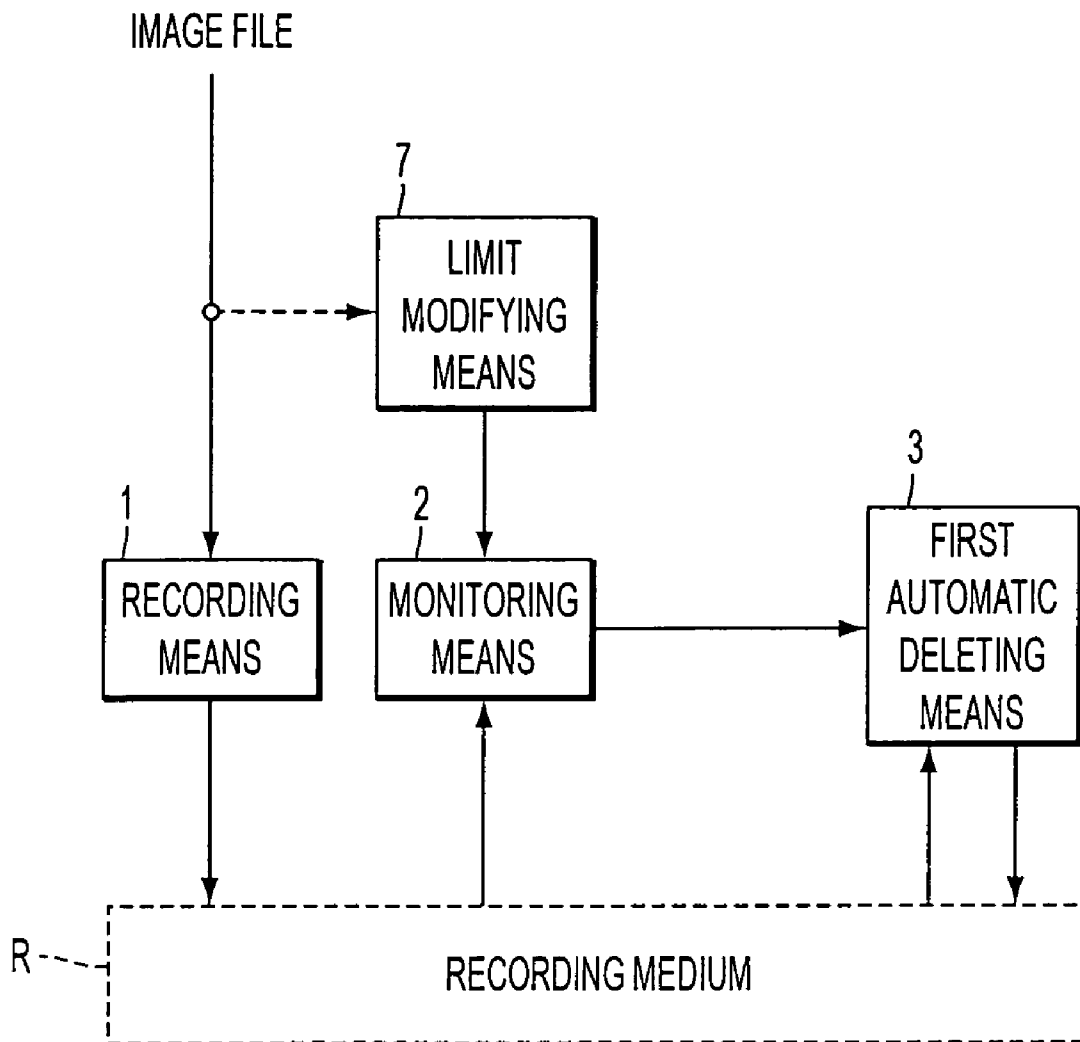 IMAGE FILE
7
LIMIT
MODIFYING
MEANS
1
RECORDING
MEANS
2
MONITORING
MEANS
3
FIRST
AUTOMATIC
DELETING
MEANS
R
RECORDING MEDIUM